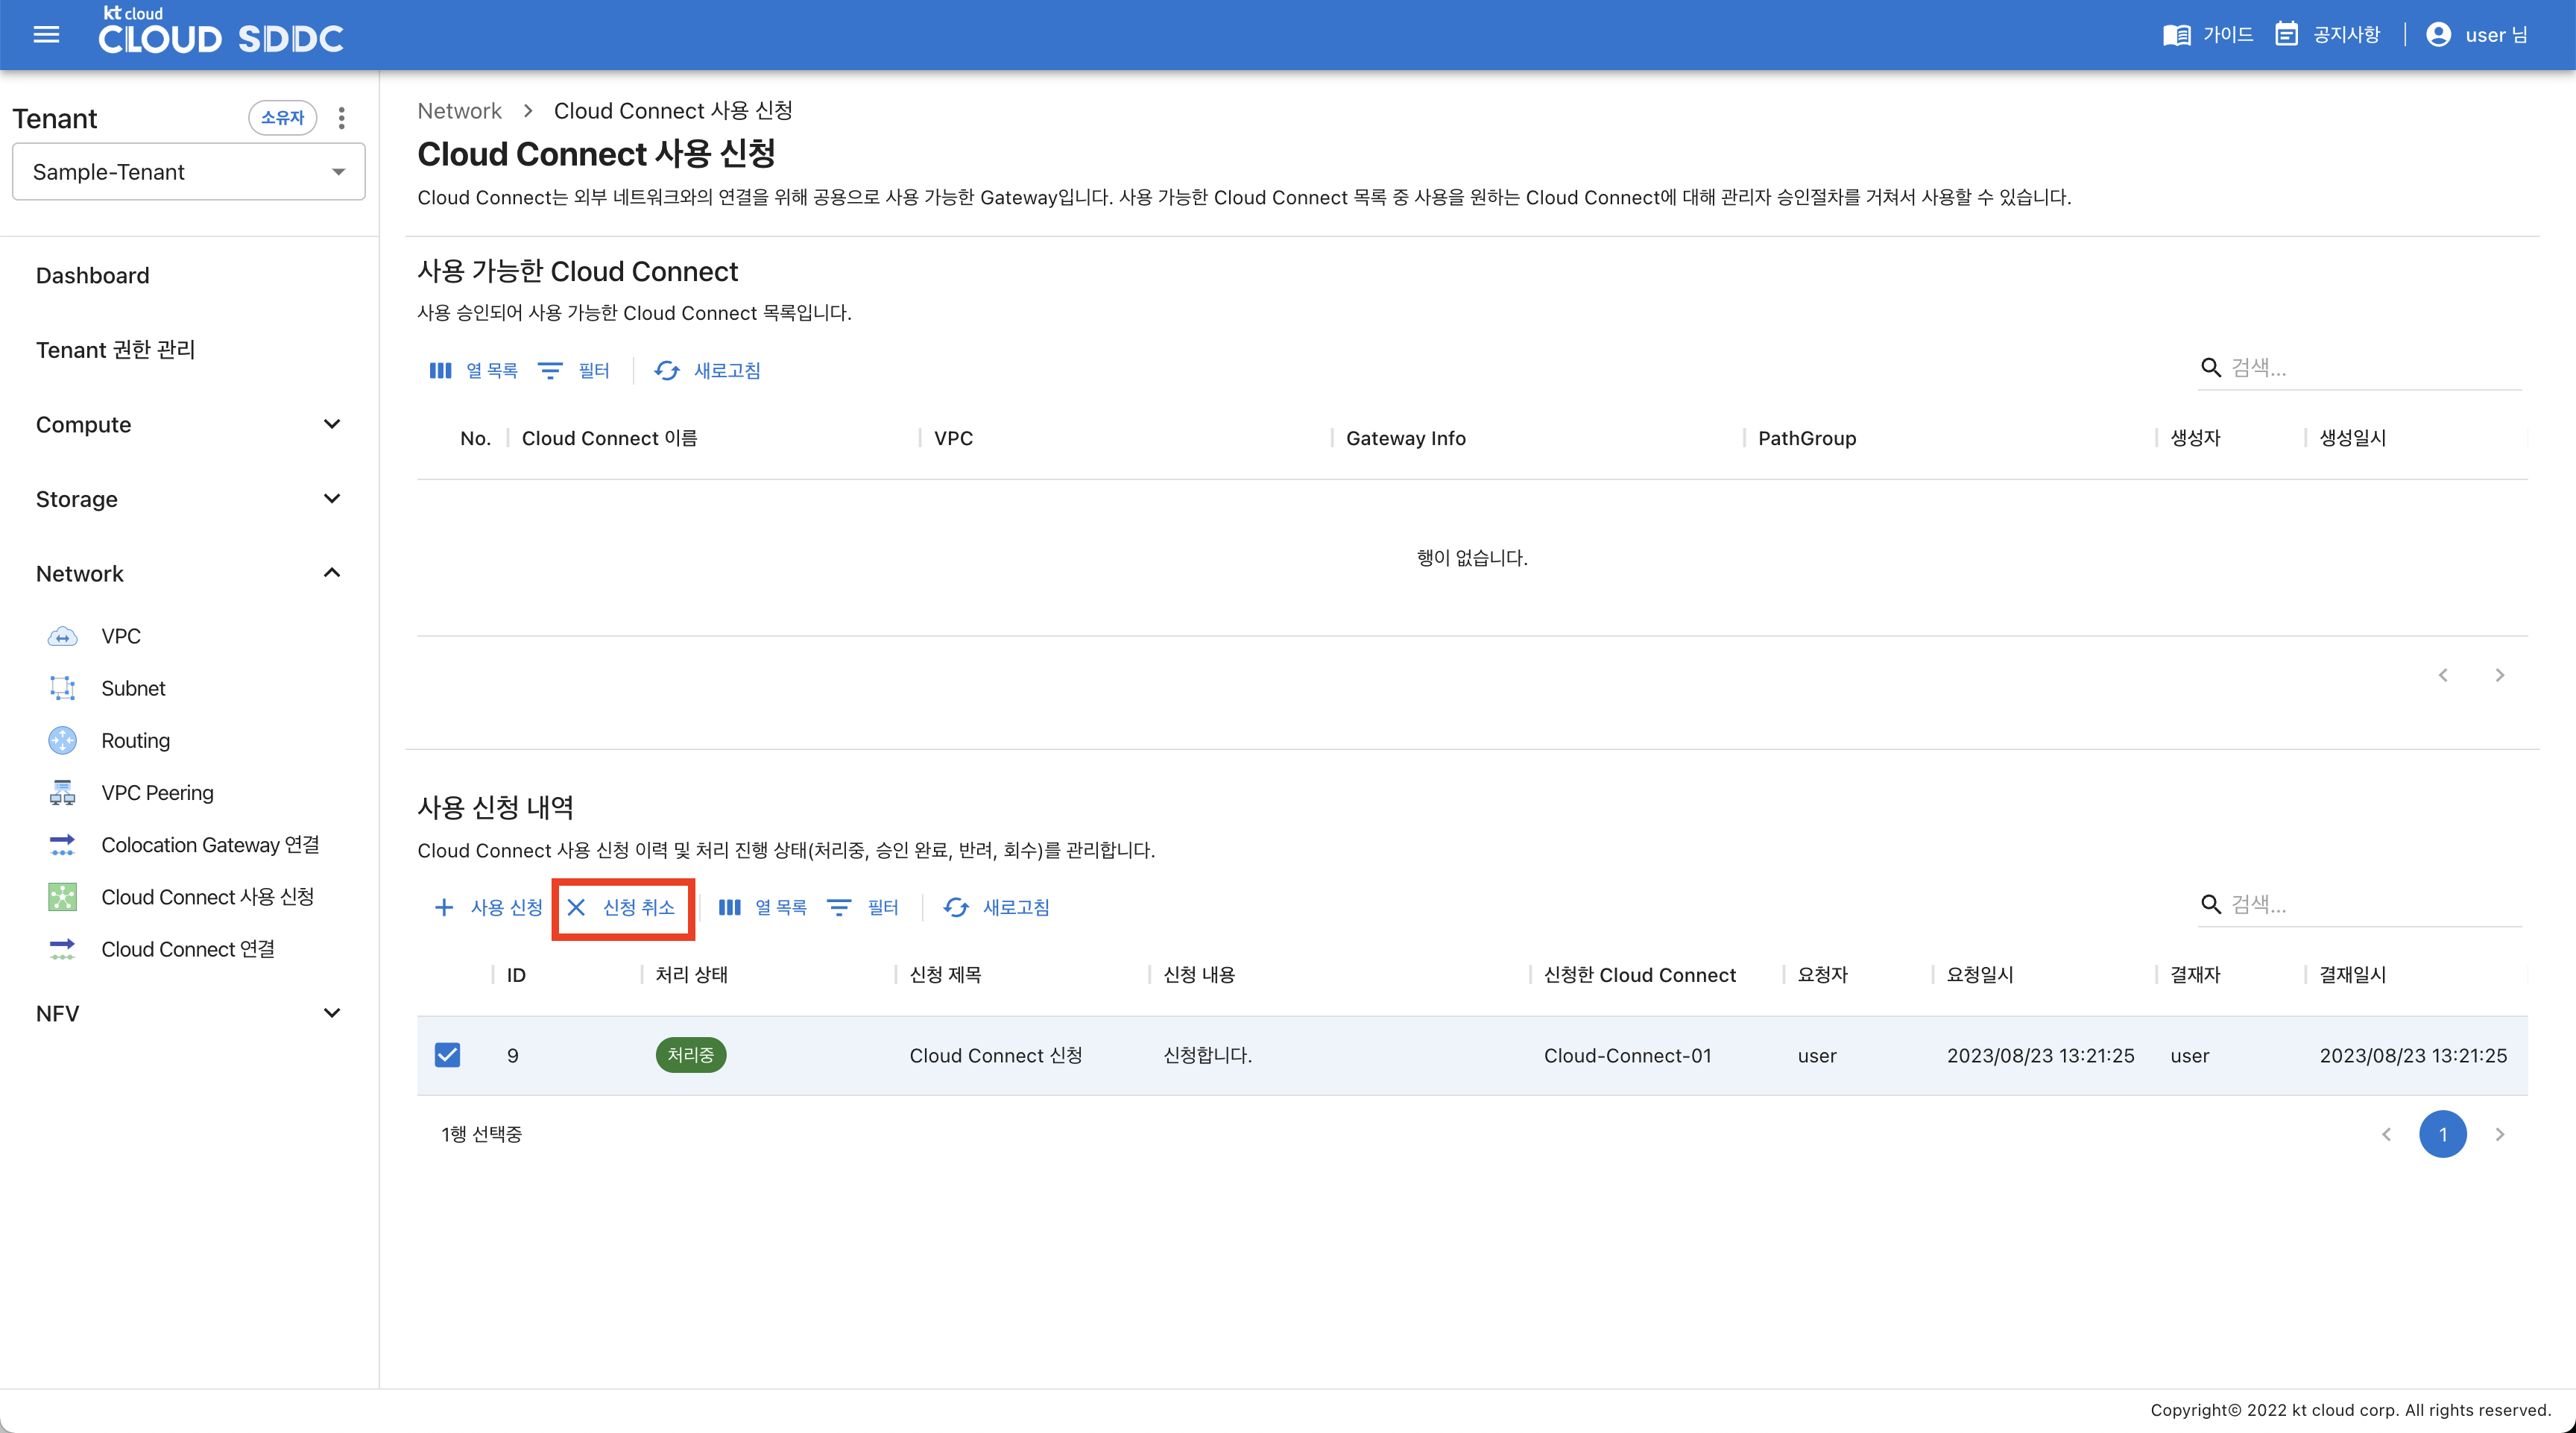 kt cloud
CLOUD SDDC
가이드
공지사항
user 님
Tenant
소유자
Sample-Tenant
Dashboard
Tenant 권한 관리
Compute
Storage
Network
VPC
Subnet
Routing
VPC Peering
Colocation Gateway 연결
Cloud Connect 사용 신청
Cloud Connect 연결
NFV
Network > Cloud Connect 사용 신청
Cloud Connect 사용 신청
Cloud Connect는 외부 네트워크와의 연결을 위해 공용으로 사용 가능한 Gateway입니다. 사용 가능한 Cloud Connect 목록 중 사용을 원하는 Cloud Connect에 대해 관리자 승인절차를 거쳐서 사용할 수 있습니다.
사용 가능한 Cloud Connect
사용 승인되어 사용 가능한 Cloud Connect 목록입니다.
열 목록 필터 새로고침 검색...
No. Cloud Connect 이름 VPC Gateway Info PathGroup 생성자 생성일시
행이 없습니다.
사용 신청 내역
Cloud Connect 사용 신청 이력 및 처리 진행 상태(처리중, 승인 완료, 반려, 회수)를 관리합니다.
사용 신청 신청 취소 열 목록 필터 새로고침 검색...
ID 처리 상태 신청 제목 신청 내용 신청한 Cloud Connect 요청자 요청일시 결재자 결재일시
9 처리중 Cloud Connect 신청 신청합니다. Cloud-Connect-01 user 2023/08/23 13:21:25 user 2023/08/23 13:21:25
1행 선택중
1
Copyright© 2022 kt cloud corp. All rights reserved.